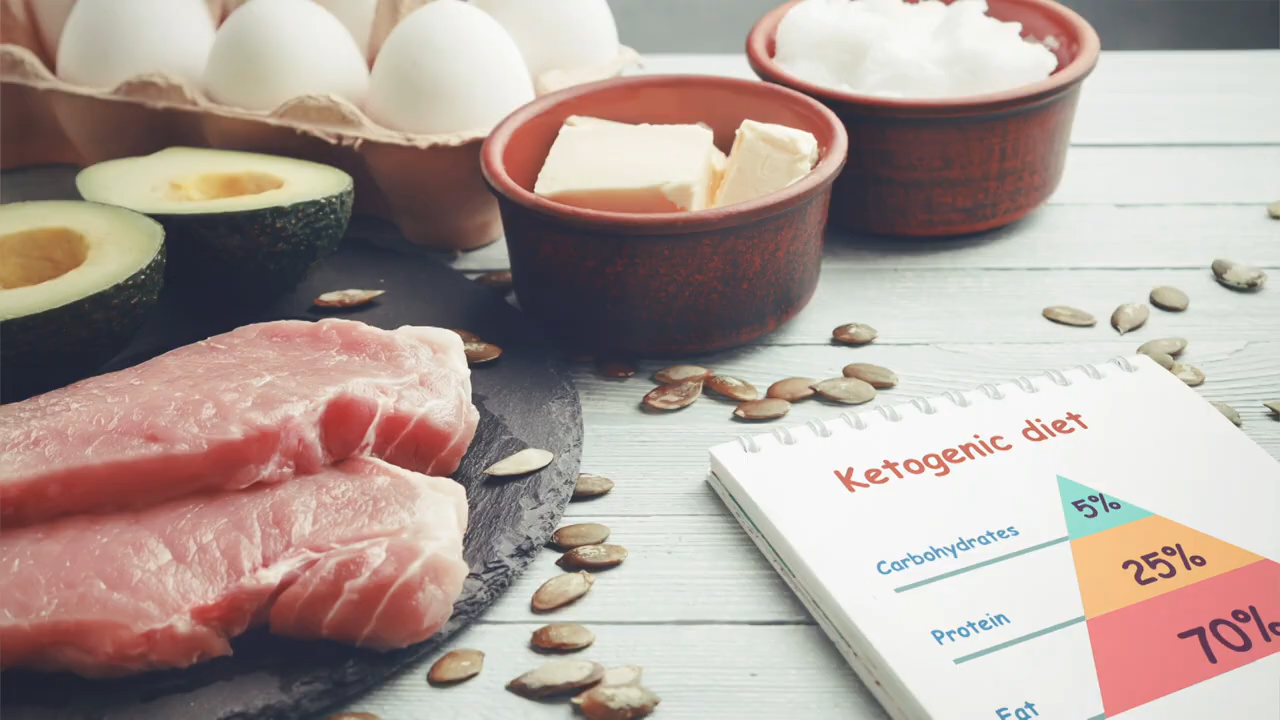 Ketogenic diet
Carbohydrates
5%
Protein
25%
Fat
70%